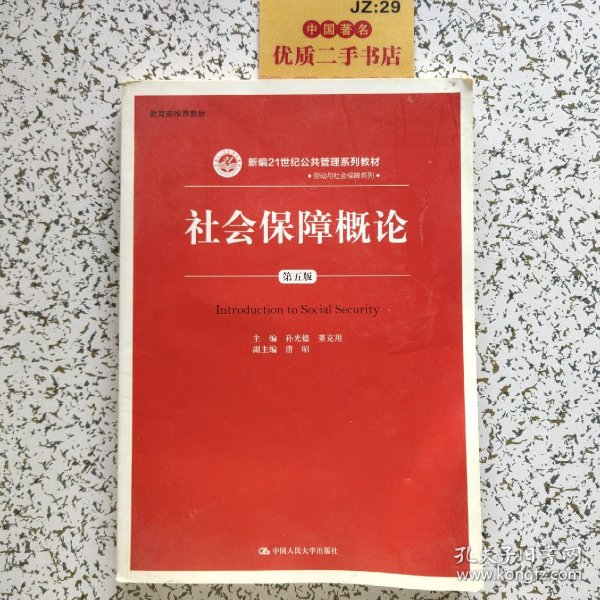 JZ:29
中国著名
优质二手书店
教育部推荐教材
21
新编21世纪公共管理系列教材
劳动与社会保障系列
社会保障概论
第五版
Introduction to Social Security
主 编 孙光德 董克用
副主编 唐 昭
中国人民大学出版社
孔夫子旧书网
www.kongfz.com